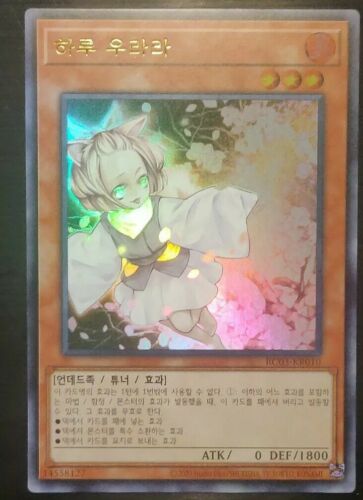 하루 우라라
RC03-KR010
[언데드족 / 튜너 / 효과]
이 카드명의 효과는 1턴에 1번밖에 사용할 수 없다. ①: 이하의 어느 효과를 포함하
는 마법 / 함정 / 몬스터의 효과가 발동했을 때, 이 카드를 패에서 버리고 발동할
수 있다. 그 효과를 무효로 한다.
●덱에서 카드를 패에 넣는 효과
●덱에서 몬스터를 특수 소환하는 효과
●덱에서 카드를 묘지로 보내는 효과
ATK/ 0 DEF/1800
14558127
©2020 Studio Dice/SHUEISHA, TV TOKYO, KONAMI